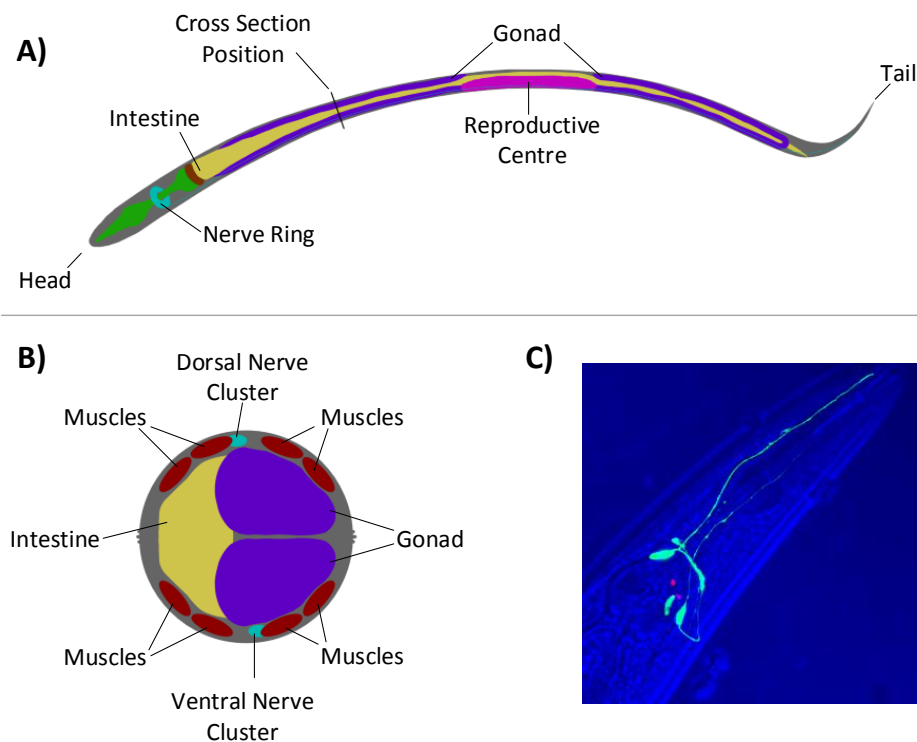 A)
Cross Section
Position
Gonad
Tail
Intestine
Reproductive
Centre
Nerve Ring
Head
B)
Dorsal Nerve
Cluster
Muscles
Muscles
Intestine
Gonad
Muscles
Muscles
Ventral Nerve
Cluster
C)